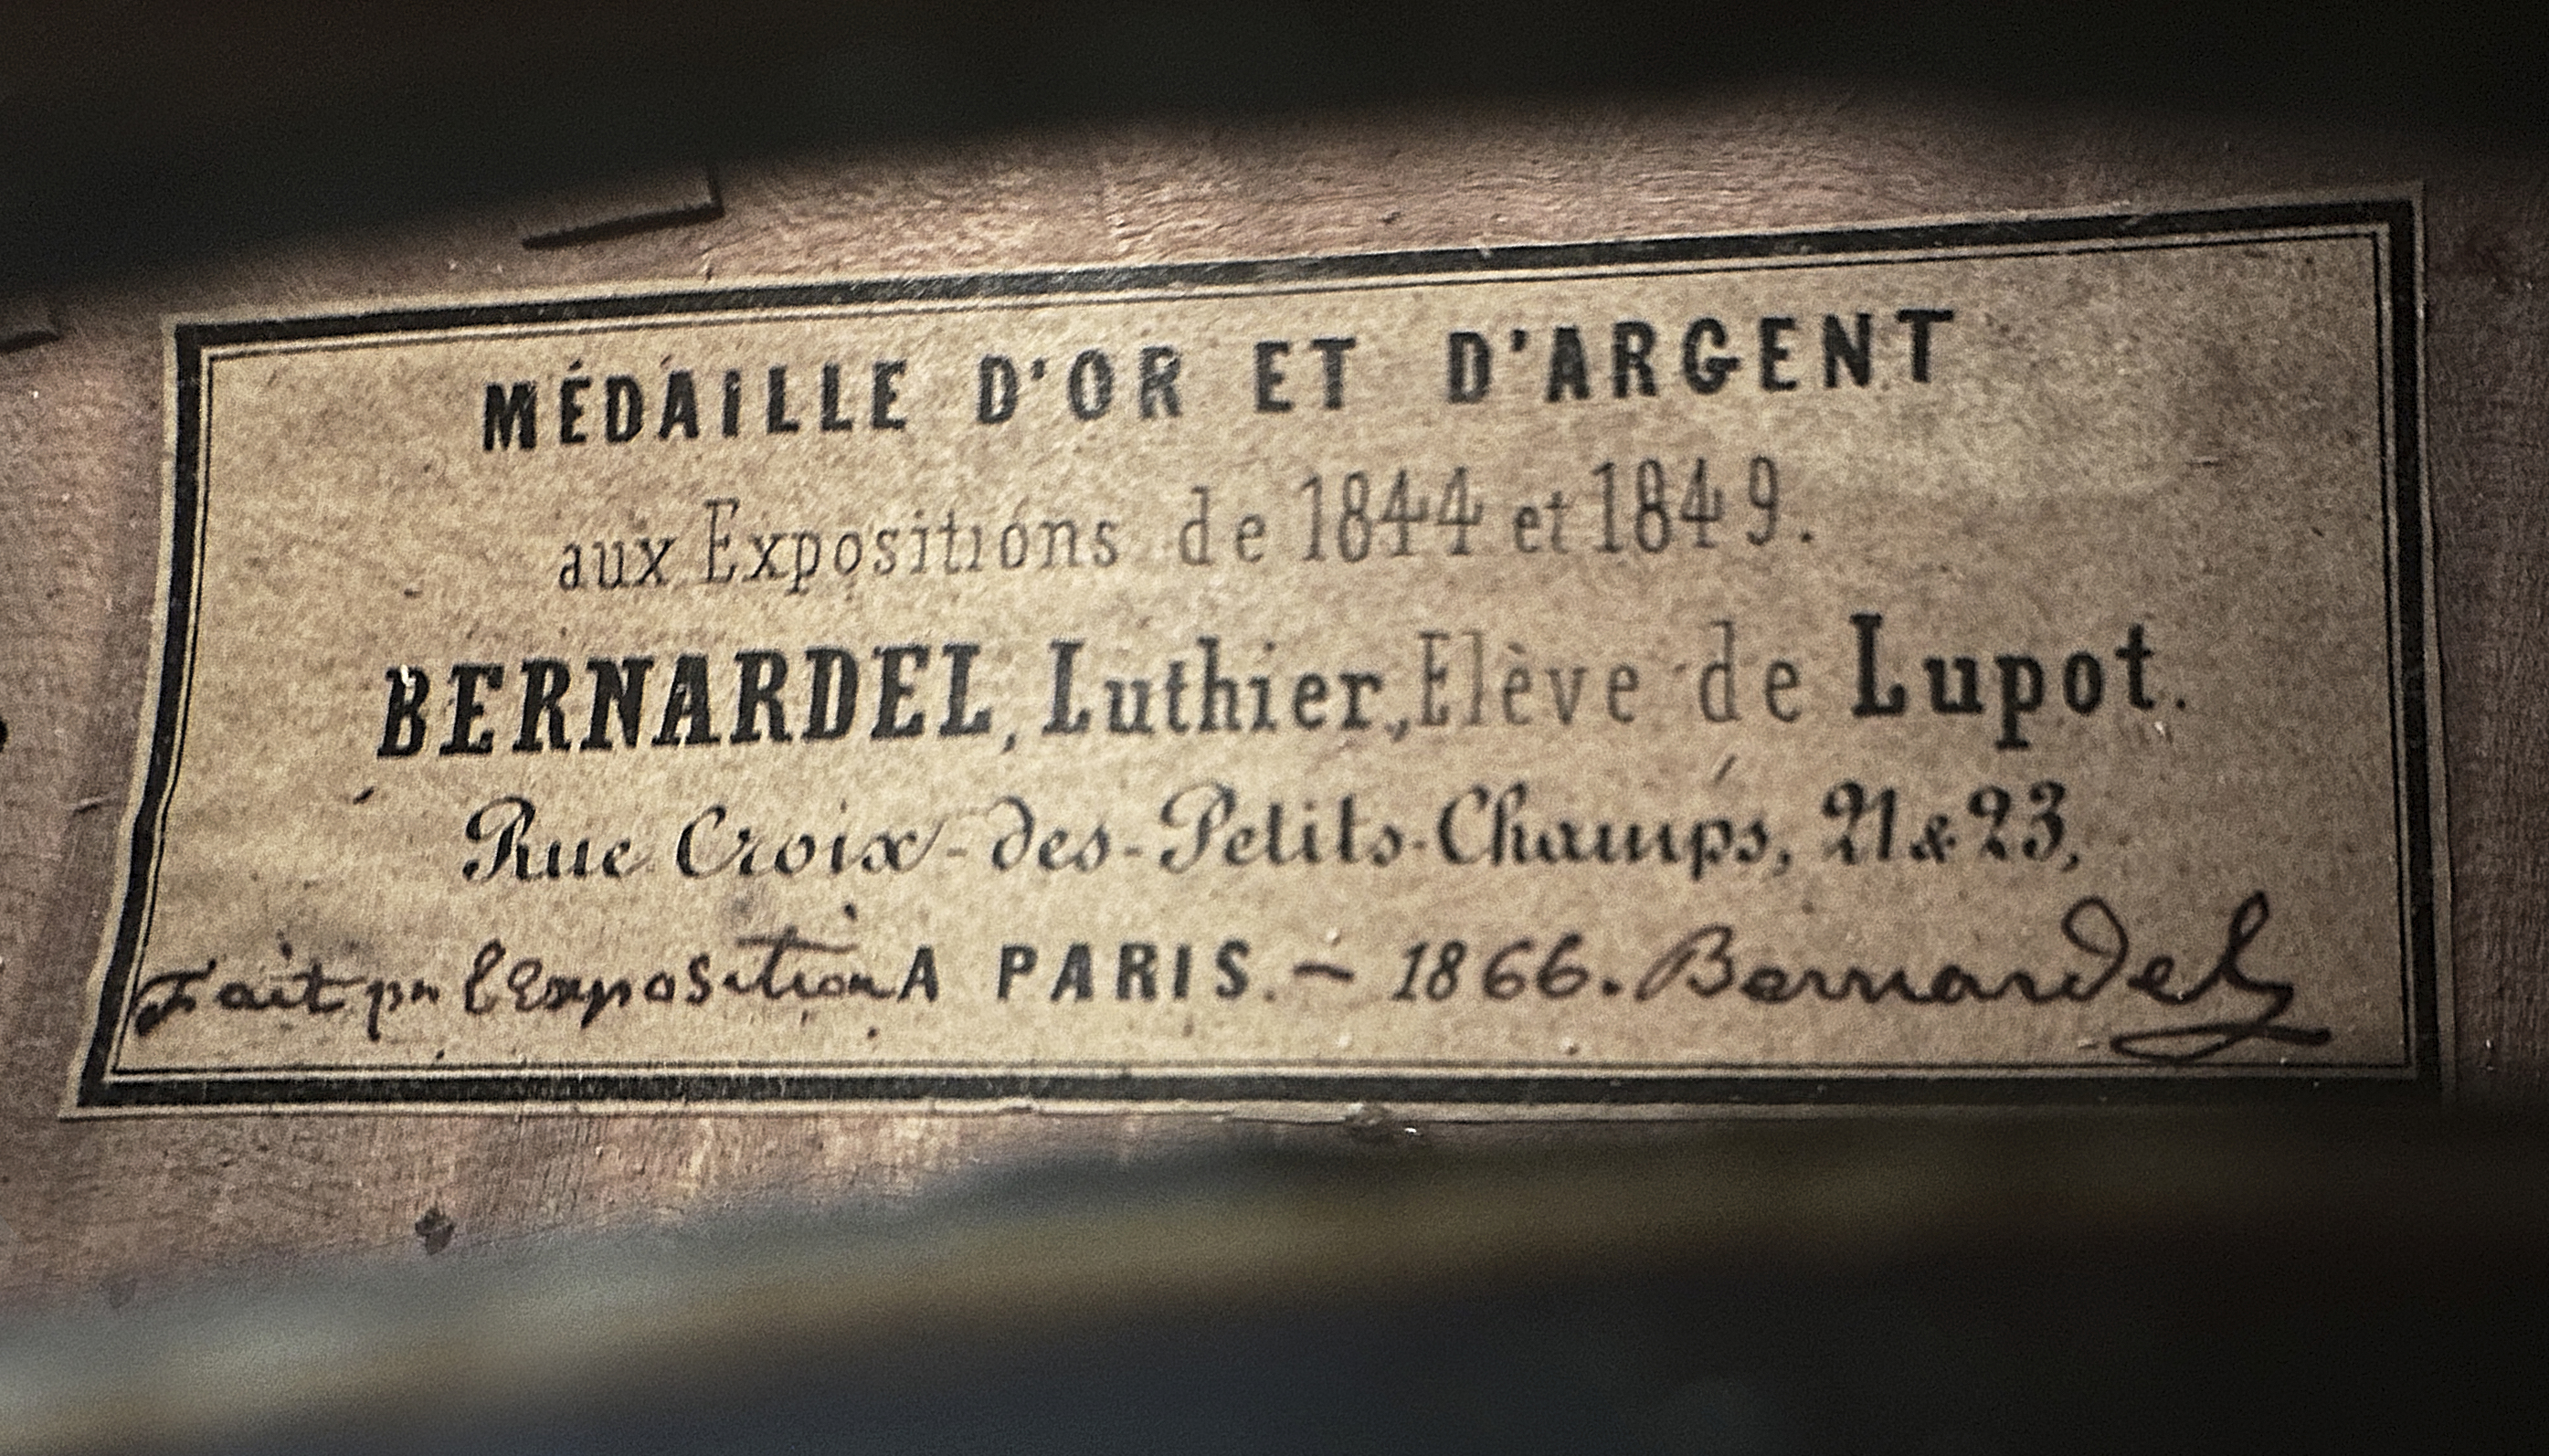 MÉDAILLE D'OR ET D'ARGENT
aux Expositions de 1844 et 1849.
BERNARDEL, Luthier, Elève de Lupot.
Rue Croix-des-Petits-Champs, 21 & 23,
Fait pr l'Exposition A PARIS. - 1866. Bernardel